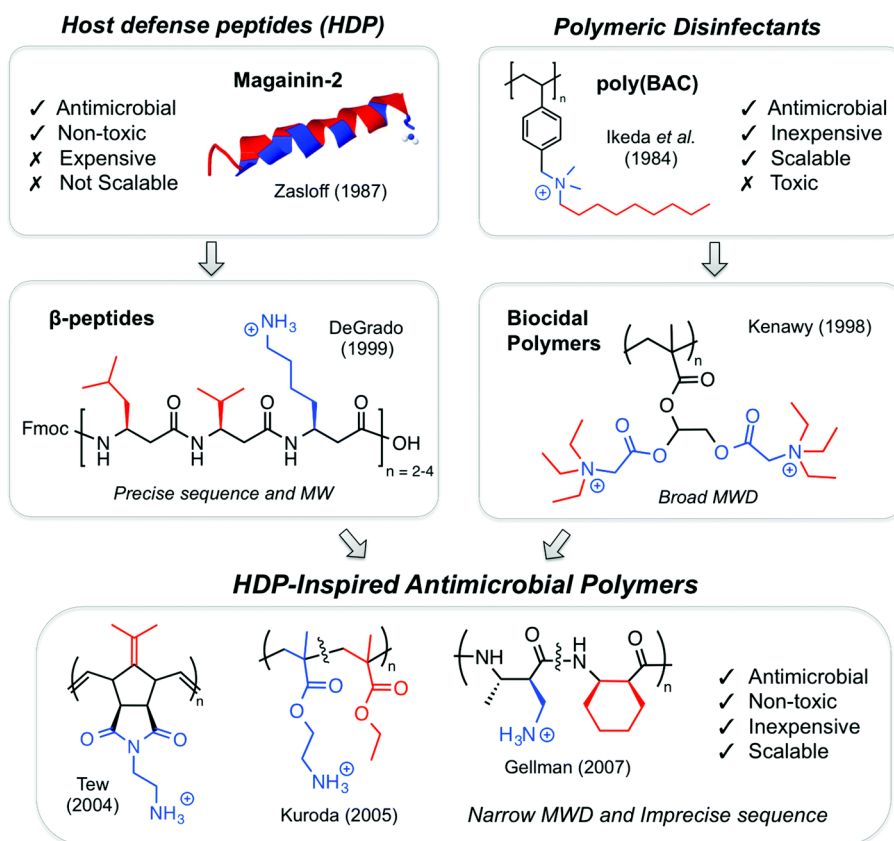 Host defense peptides (HDP)
Magainin-2
✓ Antimicrobial
✓ Non-toxic
✗ Expensive
✗ Not Scalable
Zasloff (1987)
Polymeric Disinfectants
n
poly(BAC)
Ikeda et al.
(1984)
N
⊕
✓ Antimicrobial
✓ Inexpensive
✓ Scalable
✗ Toxic
β-peptides
DeGrado
(1999)
NH3
⊕
Fmoc
N
H
O
N
H
O
N
H
O
OH
n = 2-4
Precise sequence and MW
Biocidal
Polymers
Kenawy (1998)
n
O
O
O
O
O
O
N
⊕
N
⊕
Broad MWD
HDP-Inspired Antimicrobial Polymers
n
O
N
O
NH3
⊕
Tew
(2004)
n
O
O
O
O
NH3
⊕
Kuroda (2005)
NH
O
H
N
O
n
H3N
⊕
Gellman (2007)
✓ Antimicrobial
✓ Non-toxic
✓ Inexpensive
✓ Scalable
Narrow MWD and Imprecise sequence